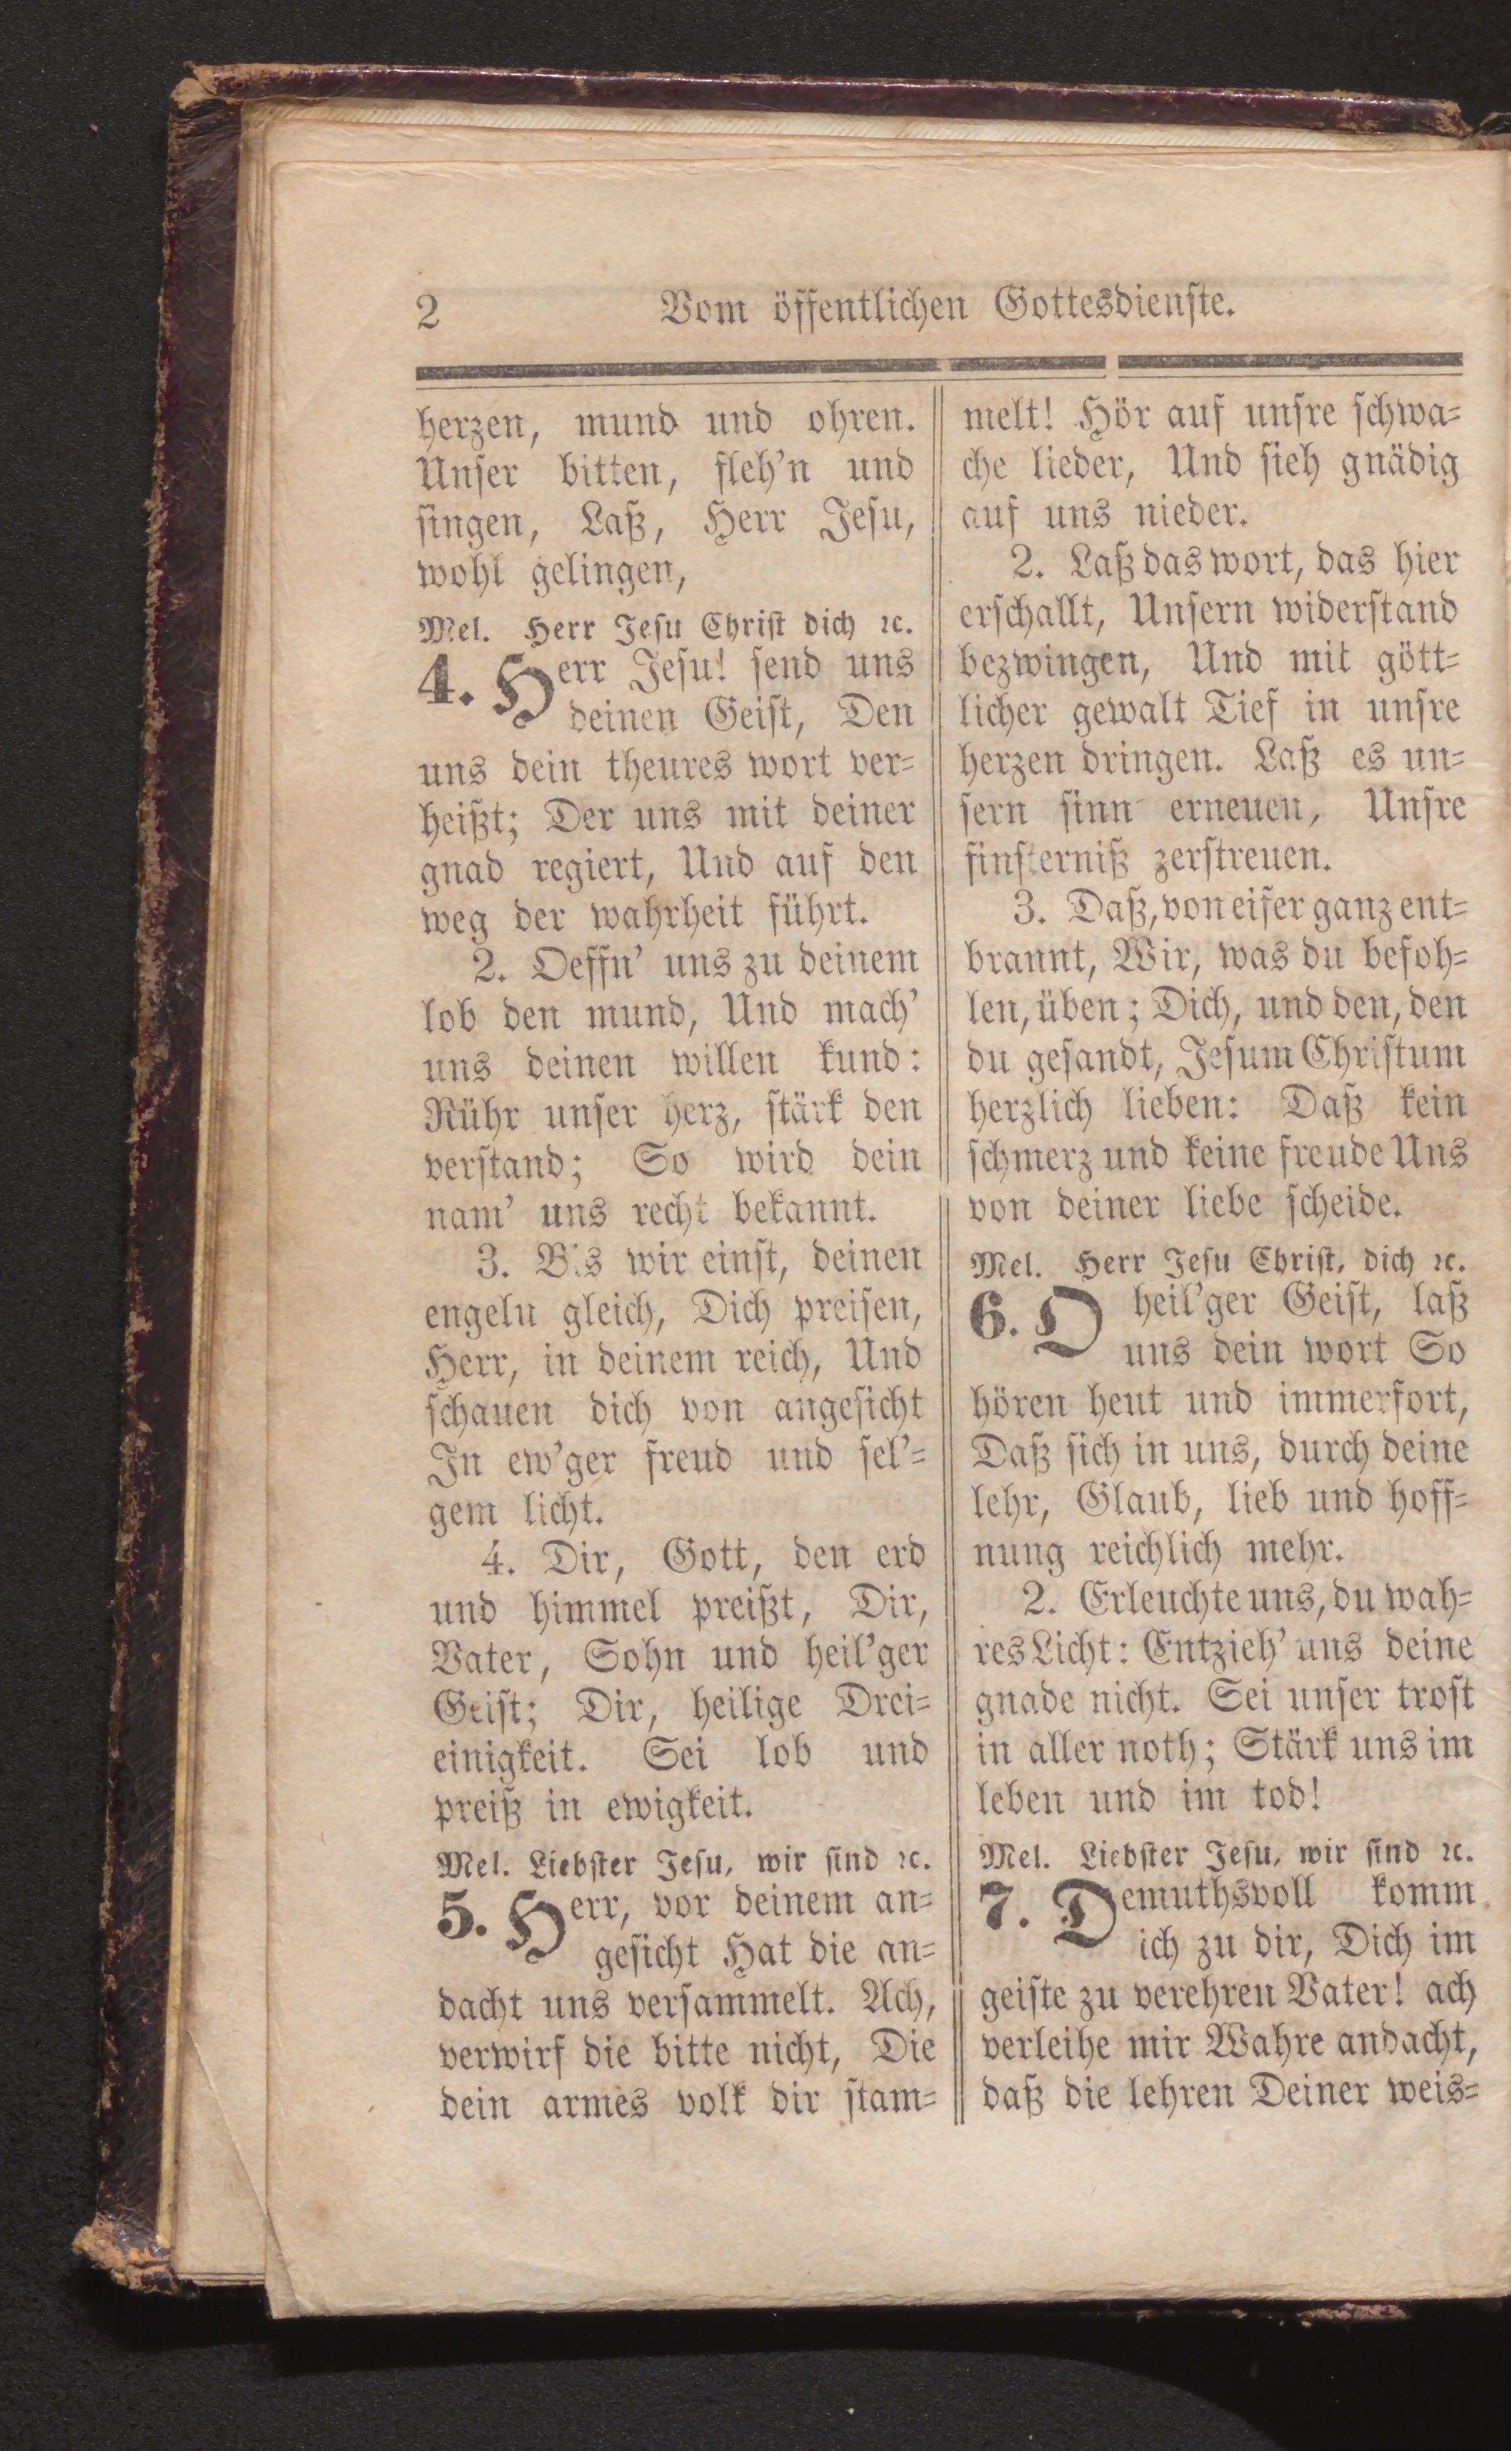 2 Vom öffentlichen Gottesdienste.
herzen, mund und ohren.
Unser bitten, fleh'n und
singen, Laß, Herr Jesu,
wohl gelingen,
Mel. Herr Jesu Christ dich ꝛc.
4. Herr Jesu! send uns
deinen Geist, Den
uns dein theures wort ver-
heißt; Der uns mit deiner
gnad regiert, Und auf den
weg der wahrheit führt.
2. Oeffn' uns zu deinem
lob den mund, Und mach'
uns deinen willen kund:
Rühr unser herz, stärk den
verstand; So wird dein
nam' uns recht bekannt.
3. Bis wir einst, deinen
engeln gleich, Dich preisen,
Herr, in deinem reich, Und
schauen dich von angesicht
In ew'ger freud und sel'-
gem licht.
4. Dir, Gott, den erd
und himmel preißt, Dir,
Vater, Sohn und heil'ger
Geist; Dir, heilige Drei-
einigkeit. Sei lob und
preiß in ewigkeit.
Mel. Liebster Jesu, wir sind ꝛc.
5. Herr, vor deinem an-
gesicht Hat die an-
dacht uns versammelt. Ach,
verwirf die bitte nicht, Die
dein armes volk dir stam-
melt! Hör auf unsre schwa-
che lieder, Und sieh gnädig
auf uns nieder.
2. Laß das wort, das hier
erschallt, Unsern widerstand
bezwingen, Und mit gött-
licher gewalt Tief in unsre
herzen dringen. Laß es un-
sern sinn erneuen, Unsre
finsterniß zerstreuen.
3. Daß, von eifer ganz ent-
brannt, Wir, was du befoh-
len, üben; Dich, und den, den
du gesandt, Jesum Christum
herzlich lieben: Daß kein
schmerz und keine freude Uns
von deiner liebe scheide.
Mel. Herr Jesu Christ, dich ꝛc.
6. O heil'ger Geist, laß
uns dein wort So
hören heut und immerfort,
Daß sich in uns, durch deine
lehr, Glaub, lieb und hoff-
nung reichlich mehr.
2. Erleuchte uns, du wah-
res Licht: Entzieh' uns deine
gnade nicht. Sei unser trost
in aller noth; Stärk uns im
leben und im tod!
Mel. Liebster Jesu, wir sind ꝛc.
7. Demuthsvoll komm
ich zu dir, Dich im
geiste zu verehren Vater! ach
verleihe mir Wahre andacht,
daß die lehren Deiner weis-